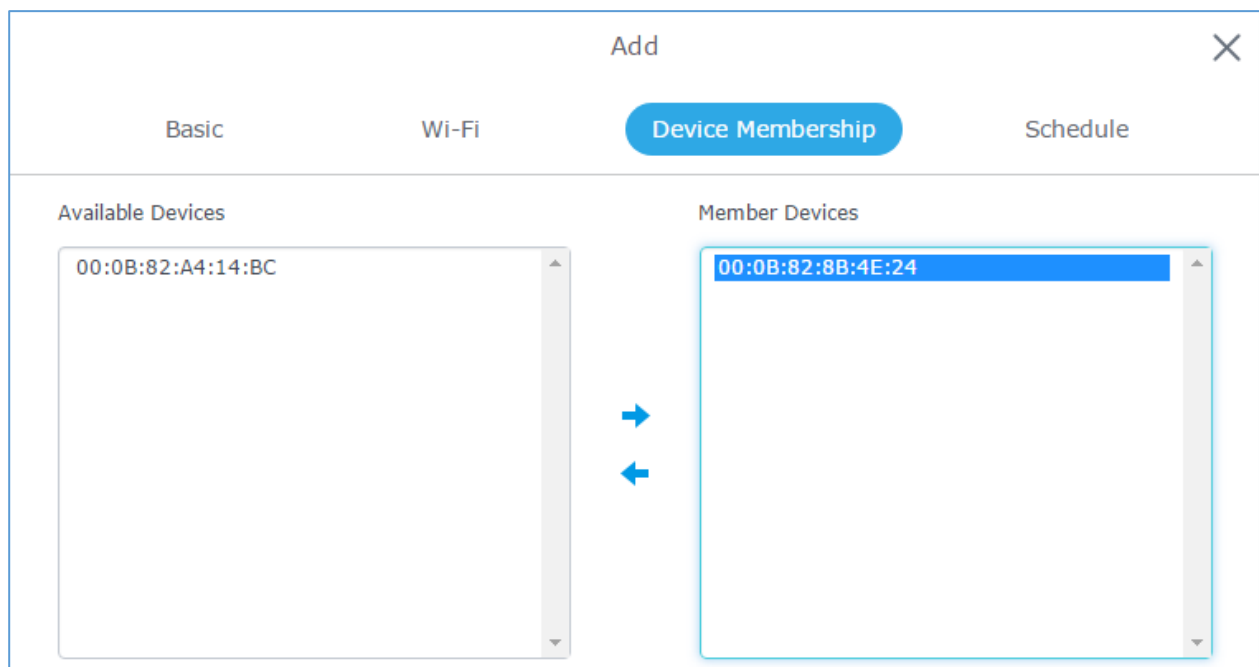 Add
Basic Wi-Fi Device Membership Schedule
Available Devices Member Devices
00:0B:82:A4:14:BC 00:0B:82:8B:4E:24